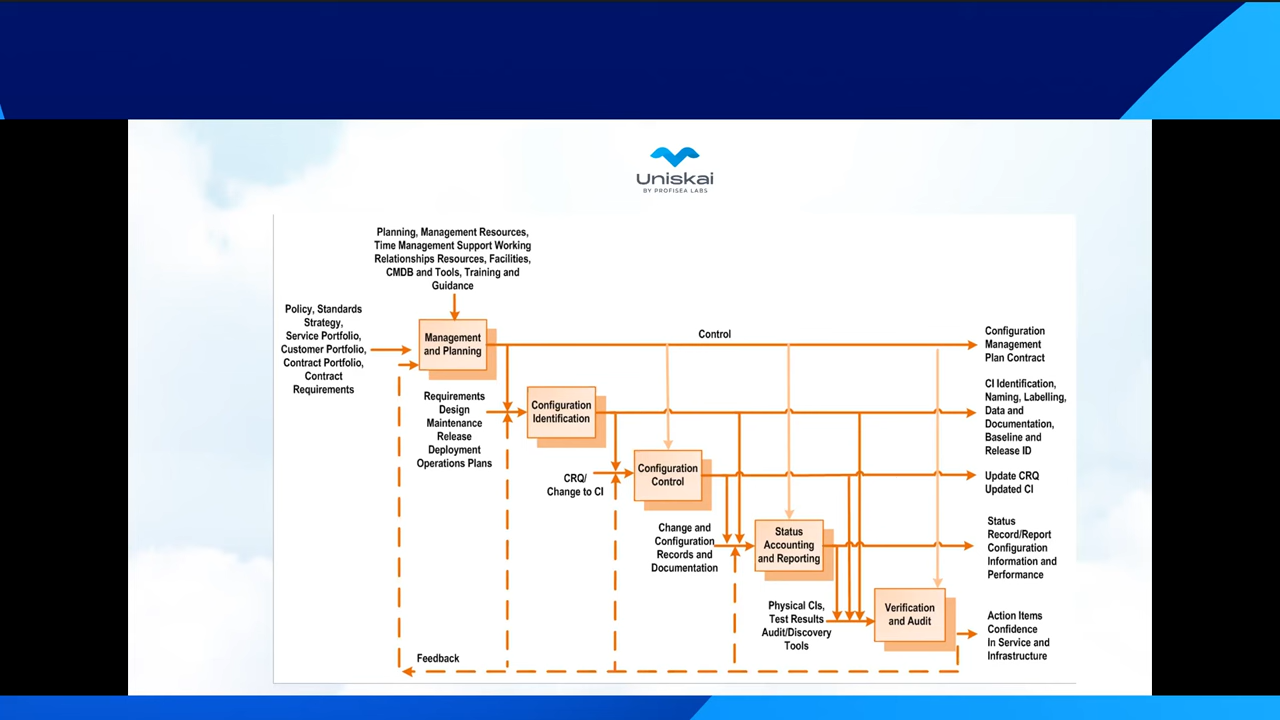 Uniskai
BY PROFISEA LABS
Planning, Management Resources,
Time Management Support Working
Relationships Resources, Facilities,
CMDB and Tools, Training and
Guidance
Policy, Standards
Strategy,
Service Portfolio,
Customer Portfolio,
Contract Portfolio,
Contract
Requirements
Management
and Planning
Control
Configuration
Management
Plan Contract
Requirements
Design
Maintenance
Release
Deployment
Operations Plans
Configuration
Identification
CI Identification,
Naming, Labelling,
Data and
Documentation,
Baseline and
Release ID
CRQ/
Change to CI
Configuration
Control
Update CRQ
Updated CI
Change and
Configuration
Records and
Documentation
Status
Accounting
and Reporting
Status
Record/Report
Configuration
Information and
Performance
Physical CIs,
Test Results
Audit/Discovery
Tools
Verification
and Audit
Action Items
Confidence
In Service and
Infrastructure
Feedback